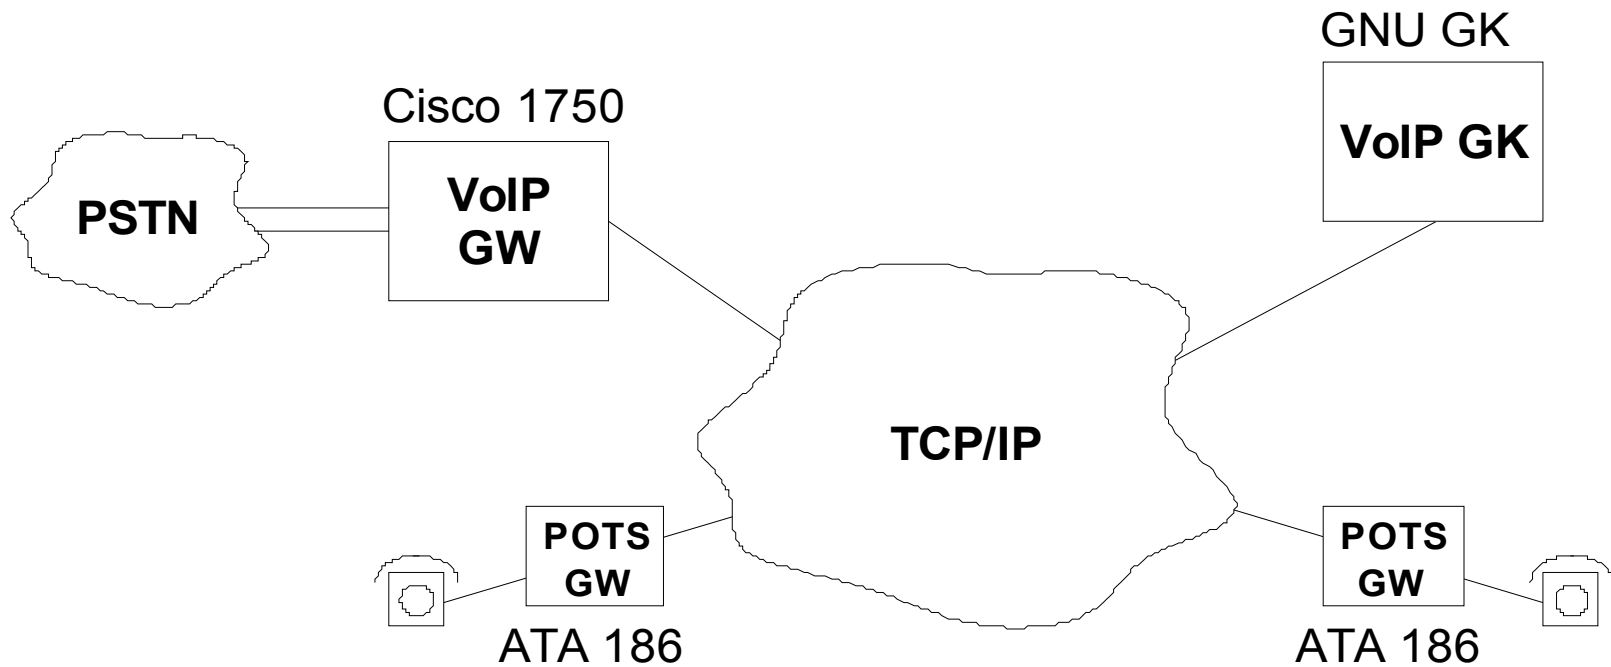 GNU GK
VoIP GK
Cisco 1750
VoIP
GW
PSTN
TCP/IP
POTS
GW
ATA 186
POTS
GW
ATA 186